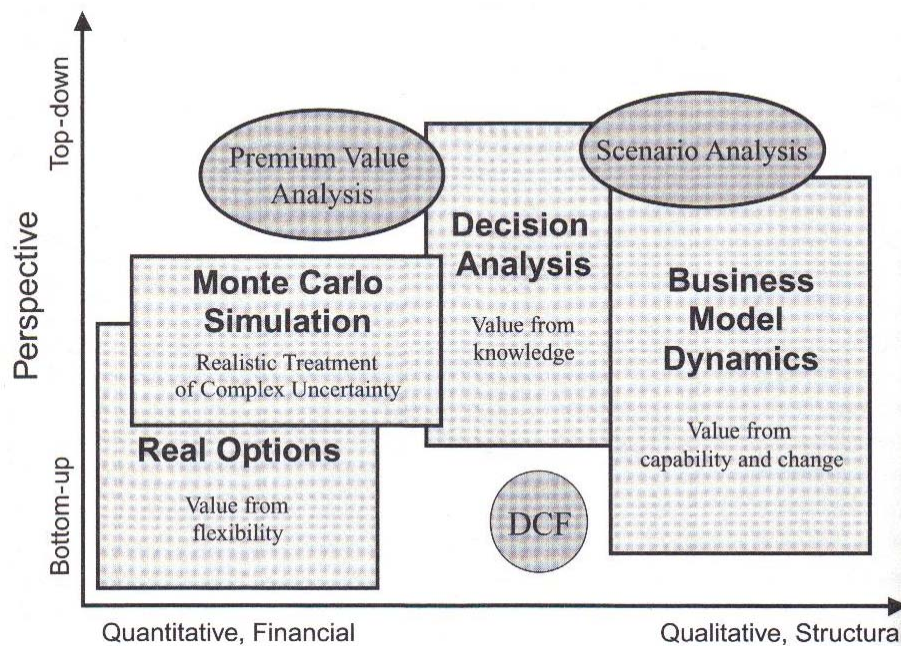 Top-down
Perspective
Bottom-up
Premium Value
Analysis
Scenario Analysis
Decision
Analysis
Value from
knowledge
Monte Carlo
Simulation
Realistic Treatment
of Complex Uncertainty
Business
Model
Dynamics
Value from
capability and change
Real Options
Value from
flexibility
DCF
Quantitative, Financial
Qualitative, Structura